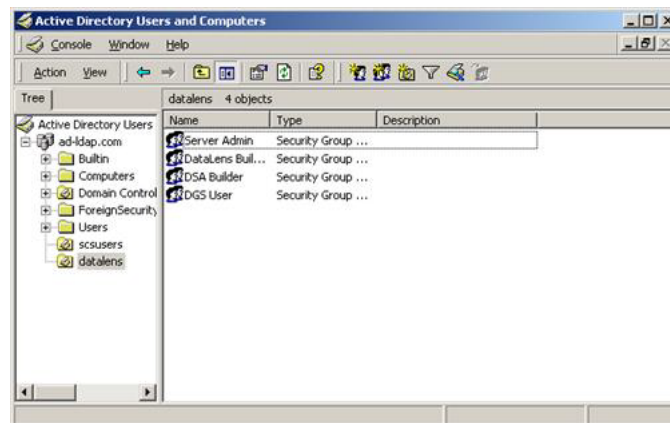 Active Directory Users and Computers
Console Window Help
Action View
Tree
datalens 4 objects
Active Directory Users
ad-ldap.com
Builtin
Computers
Domain Control
ForeignSecurity
Users
scsusers
datalens
Name Type Description
Server Admin Security Group ...
DataLens Buil... Security Group ...
DSA Builder Security Group ...
DGS User Security Group ...